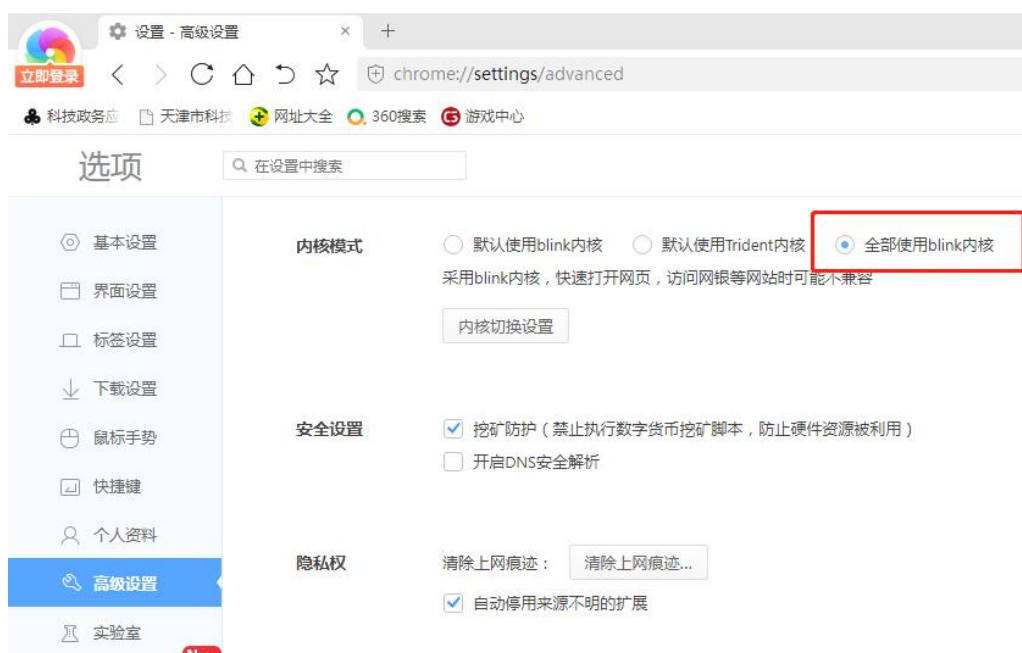 设置 - 高级设置
立即登录
chrome://settings/advanced
科技政务应 天津市科技 网址大全 360搜索 游戏中心
选项 在设置中搜索
基本设置
界面设置
标签设置
下载设置
鼠标手势
快捷键
个人资料
高级设置
实验室
内核模式 默认使用blink内核 默认使用Trident内核 全部使用blink内核
采用blink内核，快速打开网页，访问网银等网站时可能不兼容
内核切换设置
安全设置 挖矿防护（禁止执行数字货币挖矿脚本，防止硬件资源被利用）
开启DNS安全解析
隐私权 清除上网痕迹： 清除上网痕迹...
自动停用来源不明的扩展